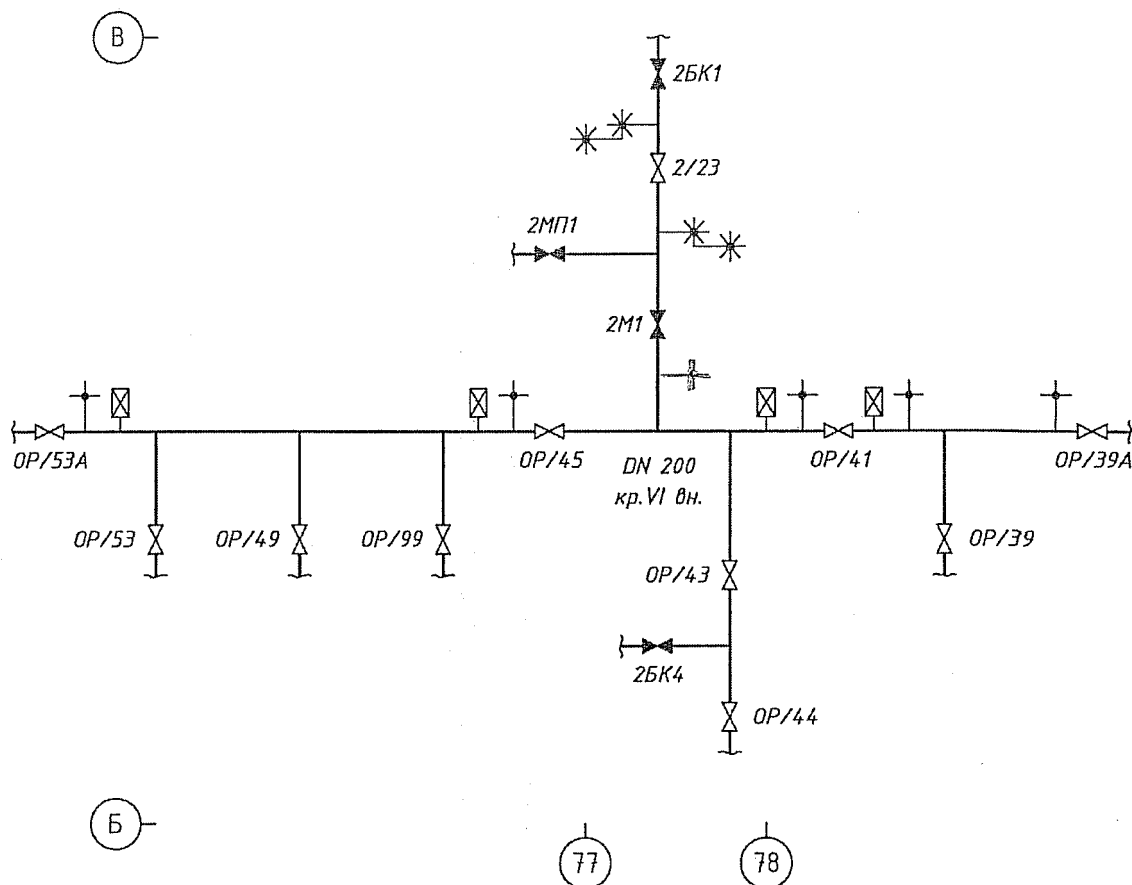 В
2БК1
2/23
2МП1
2М1
ОР/53А
ОР/45
DN 200
кр.VI вн.
ОР/41
ОР/39А
ОР/53
ОР/49
ОР/99
ОР/43
ОР/39
2БК4
ОР/44
Б
77
78